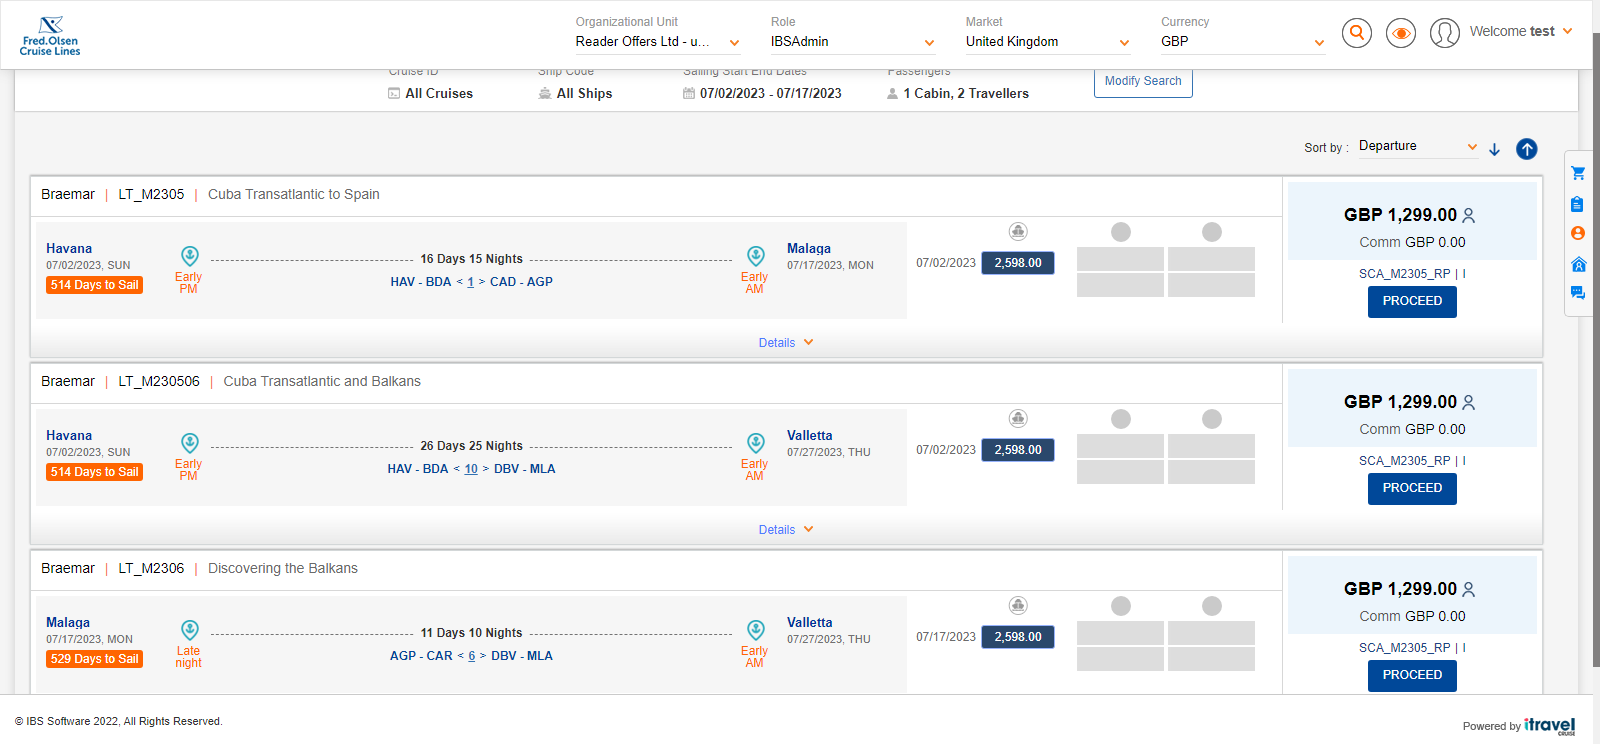 Fred.Olsen
Cruise Lines
Organizational Unit
Reader Offers Ltd - u...
Role
IBSAdmin
Market
United Kingdom
Currency
GBP
Welcome test
Cruise ID
All Cruises
Ship Code
All Ships
Sailing Start End Dates
07/02/2023 - 07/17/2023
Passengers
1 Cabin, 2 Travellers
Modify Search
Sort by :
Departure
Braemar | LT_M2305 | Cuba Transatlantic to Spain
Havana
07/02/2023, SUN
514 Days to Sail
Early
PM
16 Days 15 Nights
HAV - BDA < 1 > CAD - AGP
Early
AM
Malaga
07/17/2023, MON
07/02/2023
2,598.00
GBP 1,299.00
Comm GBP 0.00
SCA_M2305_RP | I
PROCEED
Details
Braemar | LT_M230506 | Cuba Transatlantic and Balkans
Havana
07/02/2023, SUN
514 Days to Sail
Early
PM
26 Days 25 Nights
HAV - BDA < 10 > DBV - MLA
Early
AM
Valletta
07/27/2023, THU
07/02/2023
2,598.00
GBP 1,299.00
Comm GBP 0.00
SCA_M2305_RP | I
PROCEED
Details
Braemar | LT_M2306 | Discovering the Balkans
Malaga
07/17/2023, MON
529 Days to Sail
Late
night
11 Days 10 Nights
AGP - CAR < 6 > DBV - MLA
Early
AM
Valletta
07/27/2023, THU
07/17/2023
2,598.00
GBP 1,299.00
Comm GBP 0.00
SCA_M2305_RP | I
PROCEED
© IBS Software 2022, All Rights Reserved.
Powered by itravel
CRUISE